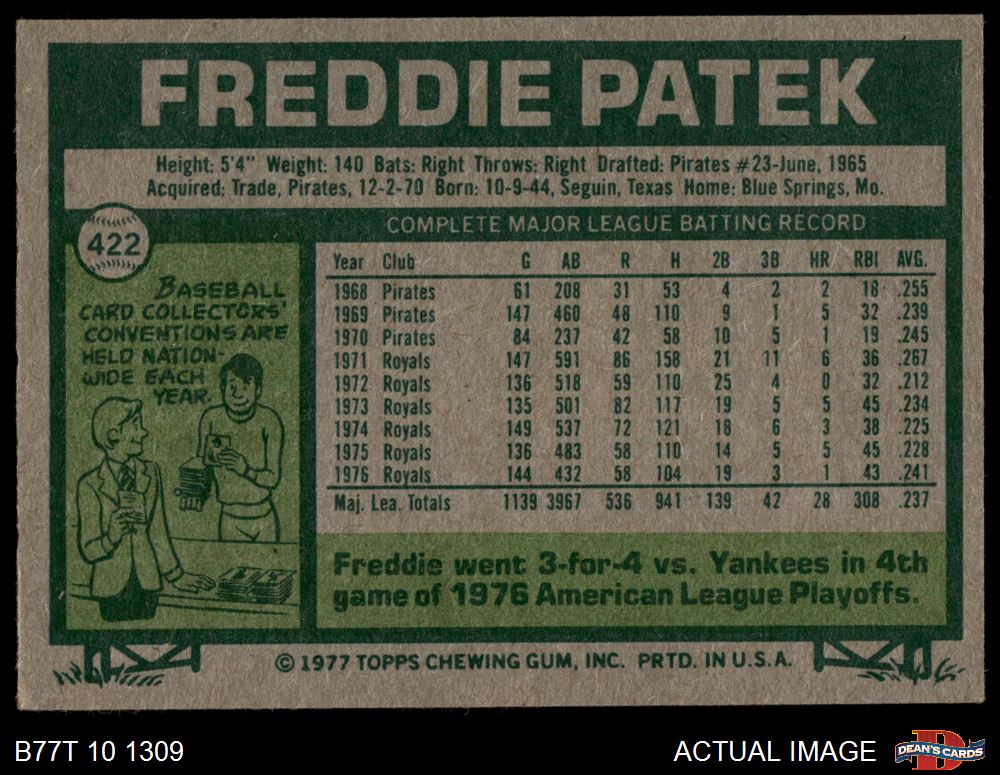 FREDDIE PATEK
Height: 5'4" Weight: 140 Bats: Right Throws: Right Drafted: Pirates #23-June, 1965
Acquired: Trade, Pirates, 12-2-70 Born: 10-9-44, Seguin, Texas Home: Blue Springs, Mo.
422
BASEBALL
CARD COLLECTORS'
CONVENTIONS ARE
HELD NATION-
WIDE EACH
YEAR.
COMPLETE MAJOR LEAGUE BATTING RECORD
Year Club G AB R H 2B 3B HR RBI AVG.
1968 Pirates 61 208 31 53 4 2 2 18 .255
1969 Pirates 147 460 48 110 9 1 5 32 .239
1970 Pirates 84 237 42 58 10 5 1 19 .245
1971 Royals 147 591 86 158 21 11 6 36 .267
1972 Royals 136 518 59 110 25 4 0 32 .212
1973 Royals 135 501 82 117 19 5 5 45 .234
1974 Royals 149 537 72 121 18 6 3 38 .225
1975 Royals 136 483 58 110 14 5 5 45 .228
1976 Royals 144 432 58 104 19 3 1 43 .241
Maj. Lea. Totals 1139 3967 536 941 139 42 28 308 .237
Freddie went 3-for-4 vs. Yankees in 4th
game of 1976 American League Playoffs.
© 1977 TOPPS CHEWING GUM, INC. PRTD. IN U.S.A.
B77T 10 1309
ACTUAL IMAGE
D
DEAN'S CARDS